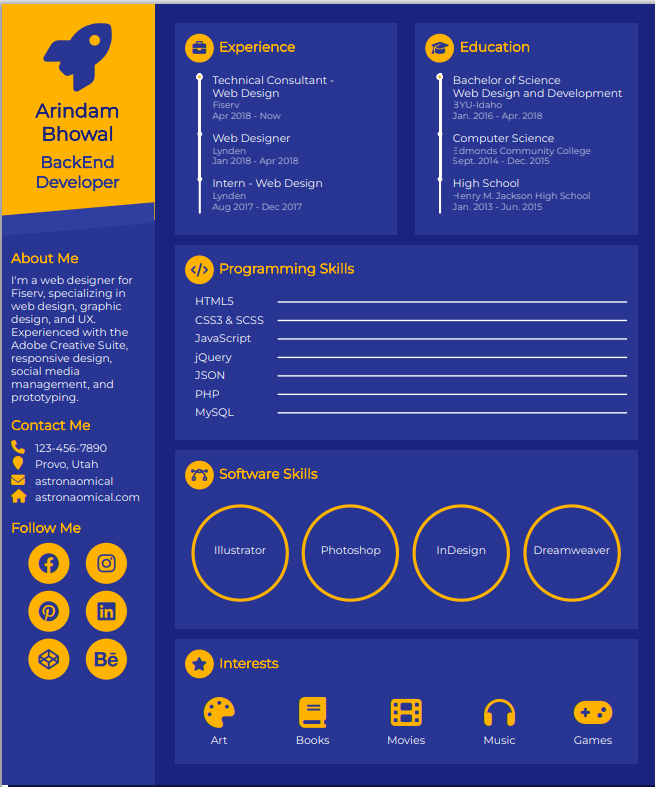 Arindam
Bhowal
BackEnd
Developer
About Me
I'm a web designer for
Fiserv, specializing in
web design, graphic
design, and UX.
Experienced with the
Adobe Creative Suite,
responsive design,
social media
management, and
prototyping.
Contact Me
123-456-7890
Provo, Utah
astronaomical
astronaomical.com
Follow Me
in
Bē
Experience
Technical Consultant -
Web Design
Fiserv
Apr 2018 - Now
Web Designer
Lynden
Jan 2018 - Apr 2018
Intern - Web Design
Lynden
Aug 2017 - Dec 2017
Education
Bachelor of Science
Web Design and Development
BYU-Idaho
Jan. 2016 - Apr. 2018
Computer Science
Edmonds Community College
Sept. 2014 - Dec. 2015
High School
Henry M. Jackson High School
Jan. 2013 - Jun. 2015
Programming Skills
HTML5
CSS3 & SCSS
JavaScript
jQuery
JSON
PHP
MySQL
Software Skills
Illustrator
Photoshop
InDesign
Dreamweaver
Interests
Art
Books
Movies
Music
Games